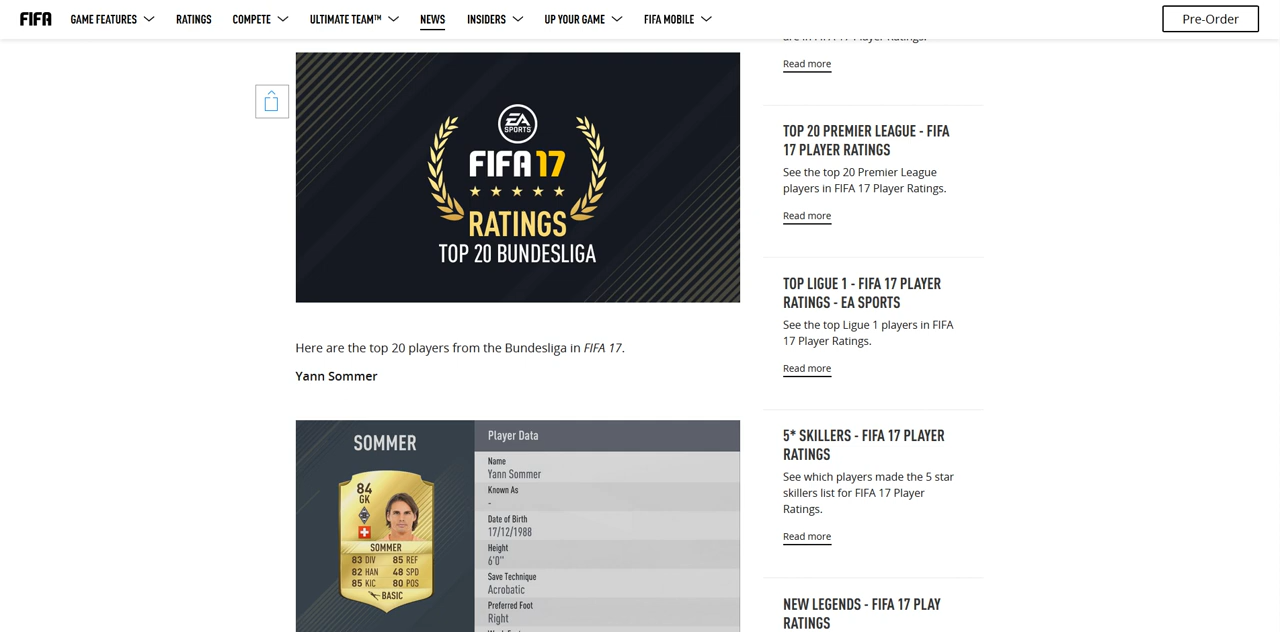 FIFA GAME FEATURES RATINGS COMPETE ULTIMATE TEAM™ NEWS INSIDERS UP YOUR GAME FIFA MOBILE Pre-Order
EA
SPORTS
FIFA 17
RATINGS
TOP 20 BUNDESLIGA
Here are the top 20 players from the Bundesliga in FIFA 17.
Yann Sommer
SOMMER
84
GK
SOMMER
83 DIV 85 REF
82 HAN 48 SPD
85 KIC 80 POS
BASIC
Player Data
Name
Yann Sommer
Known As
-
Date of Birth
17/12/1988
Height
6'0"
Save Technique
Acrobatic
Preferred Foot
Right
are in FIFA 17 Player Ratings.
Read more
TOP 20 PREMIER LEAGUE - FIFA
17 PLAYER RATINGS
See the top 20 Premier League
players in FIFA 17 Player Ratings.
Read more
TOP LIGUE 1 - FIFA 17 PLAYER
RATINGS - EA SPORTS
See the top Ligue 1 players in FIFA
17 Player Ratings.
Read more
5* SKILLERS - FIFA 17 PLAYER
RATINGS
See which players made the 5 star
skillers list for FIFA 17 Player
Ratings.
Read more
NEW LEGENDS - FIFA 17 PLAY
RATINGS